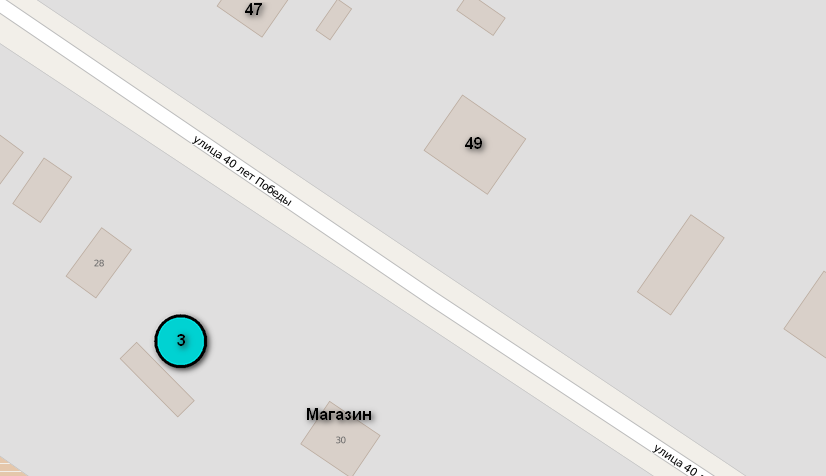 47
49
улица 40 лет Победы
28
3
Магазин
30
улица 40